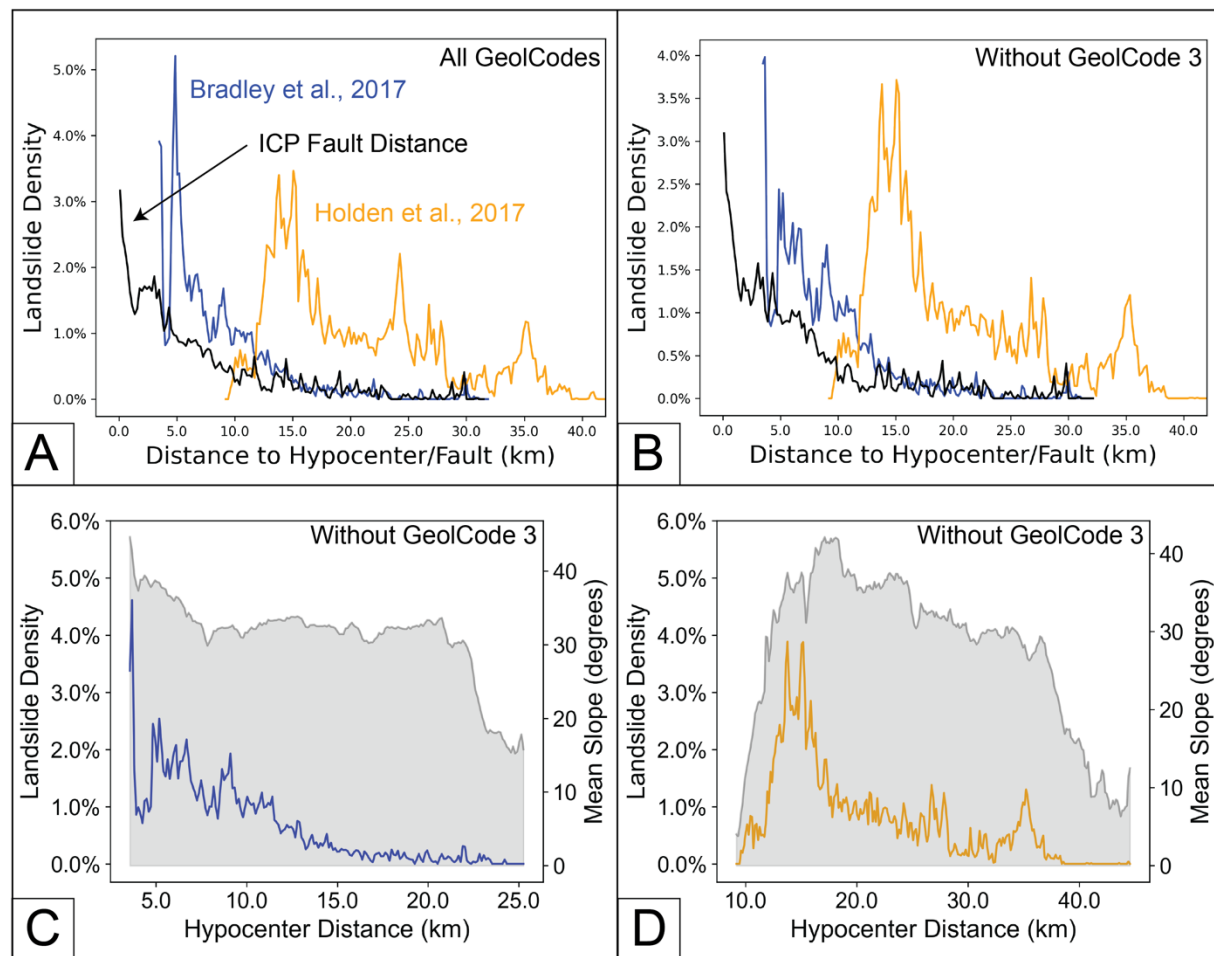 All GeolCodes
Bradley et al., 2017
ICP Fault Distance
Holden et al., 2017
Landslide Density
5.0%
4.0%
3.0%
2.0%
1.0%
0.0%
0.0 5.0 10.0 15.0 20.0 25.0 30.0 35.0 40.0
Distance to Hypocenter/Fault (km)
A
Without GeolCode 3
Landslide Density
4.0%
3.5%
3.0%
2.5%
2.0%
1.5%
1.0%
0.5%
0.0%
0.0 5.0 10.0 15.0 20.0 25.0 30.0 35.0 40.0
Distance to Hypocenter/Fault (km)
B
Without GeolCode 3
Landslide Density
6.0%
5.0%
4.0%
3.0%
2.0%
1.0%
0.0%
40
30
20
10
0
Mean Slope (degrees)
5.0 10.0 15.0 20.0 25.0
Hypocenter Distance (km)
C
Without GeolCode 3
Landslide Density
6.0%
5.0%
4.0%
3.0%
2.0%
1.0%
0.0%
40
30
20
10
0
Mean Slope (degrees)
10.0 20.0 30.0 40.0
Hypocenter Distance (km)
D